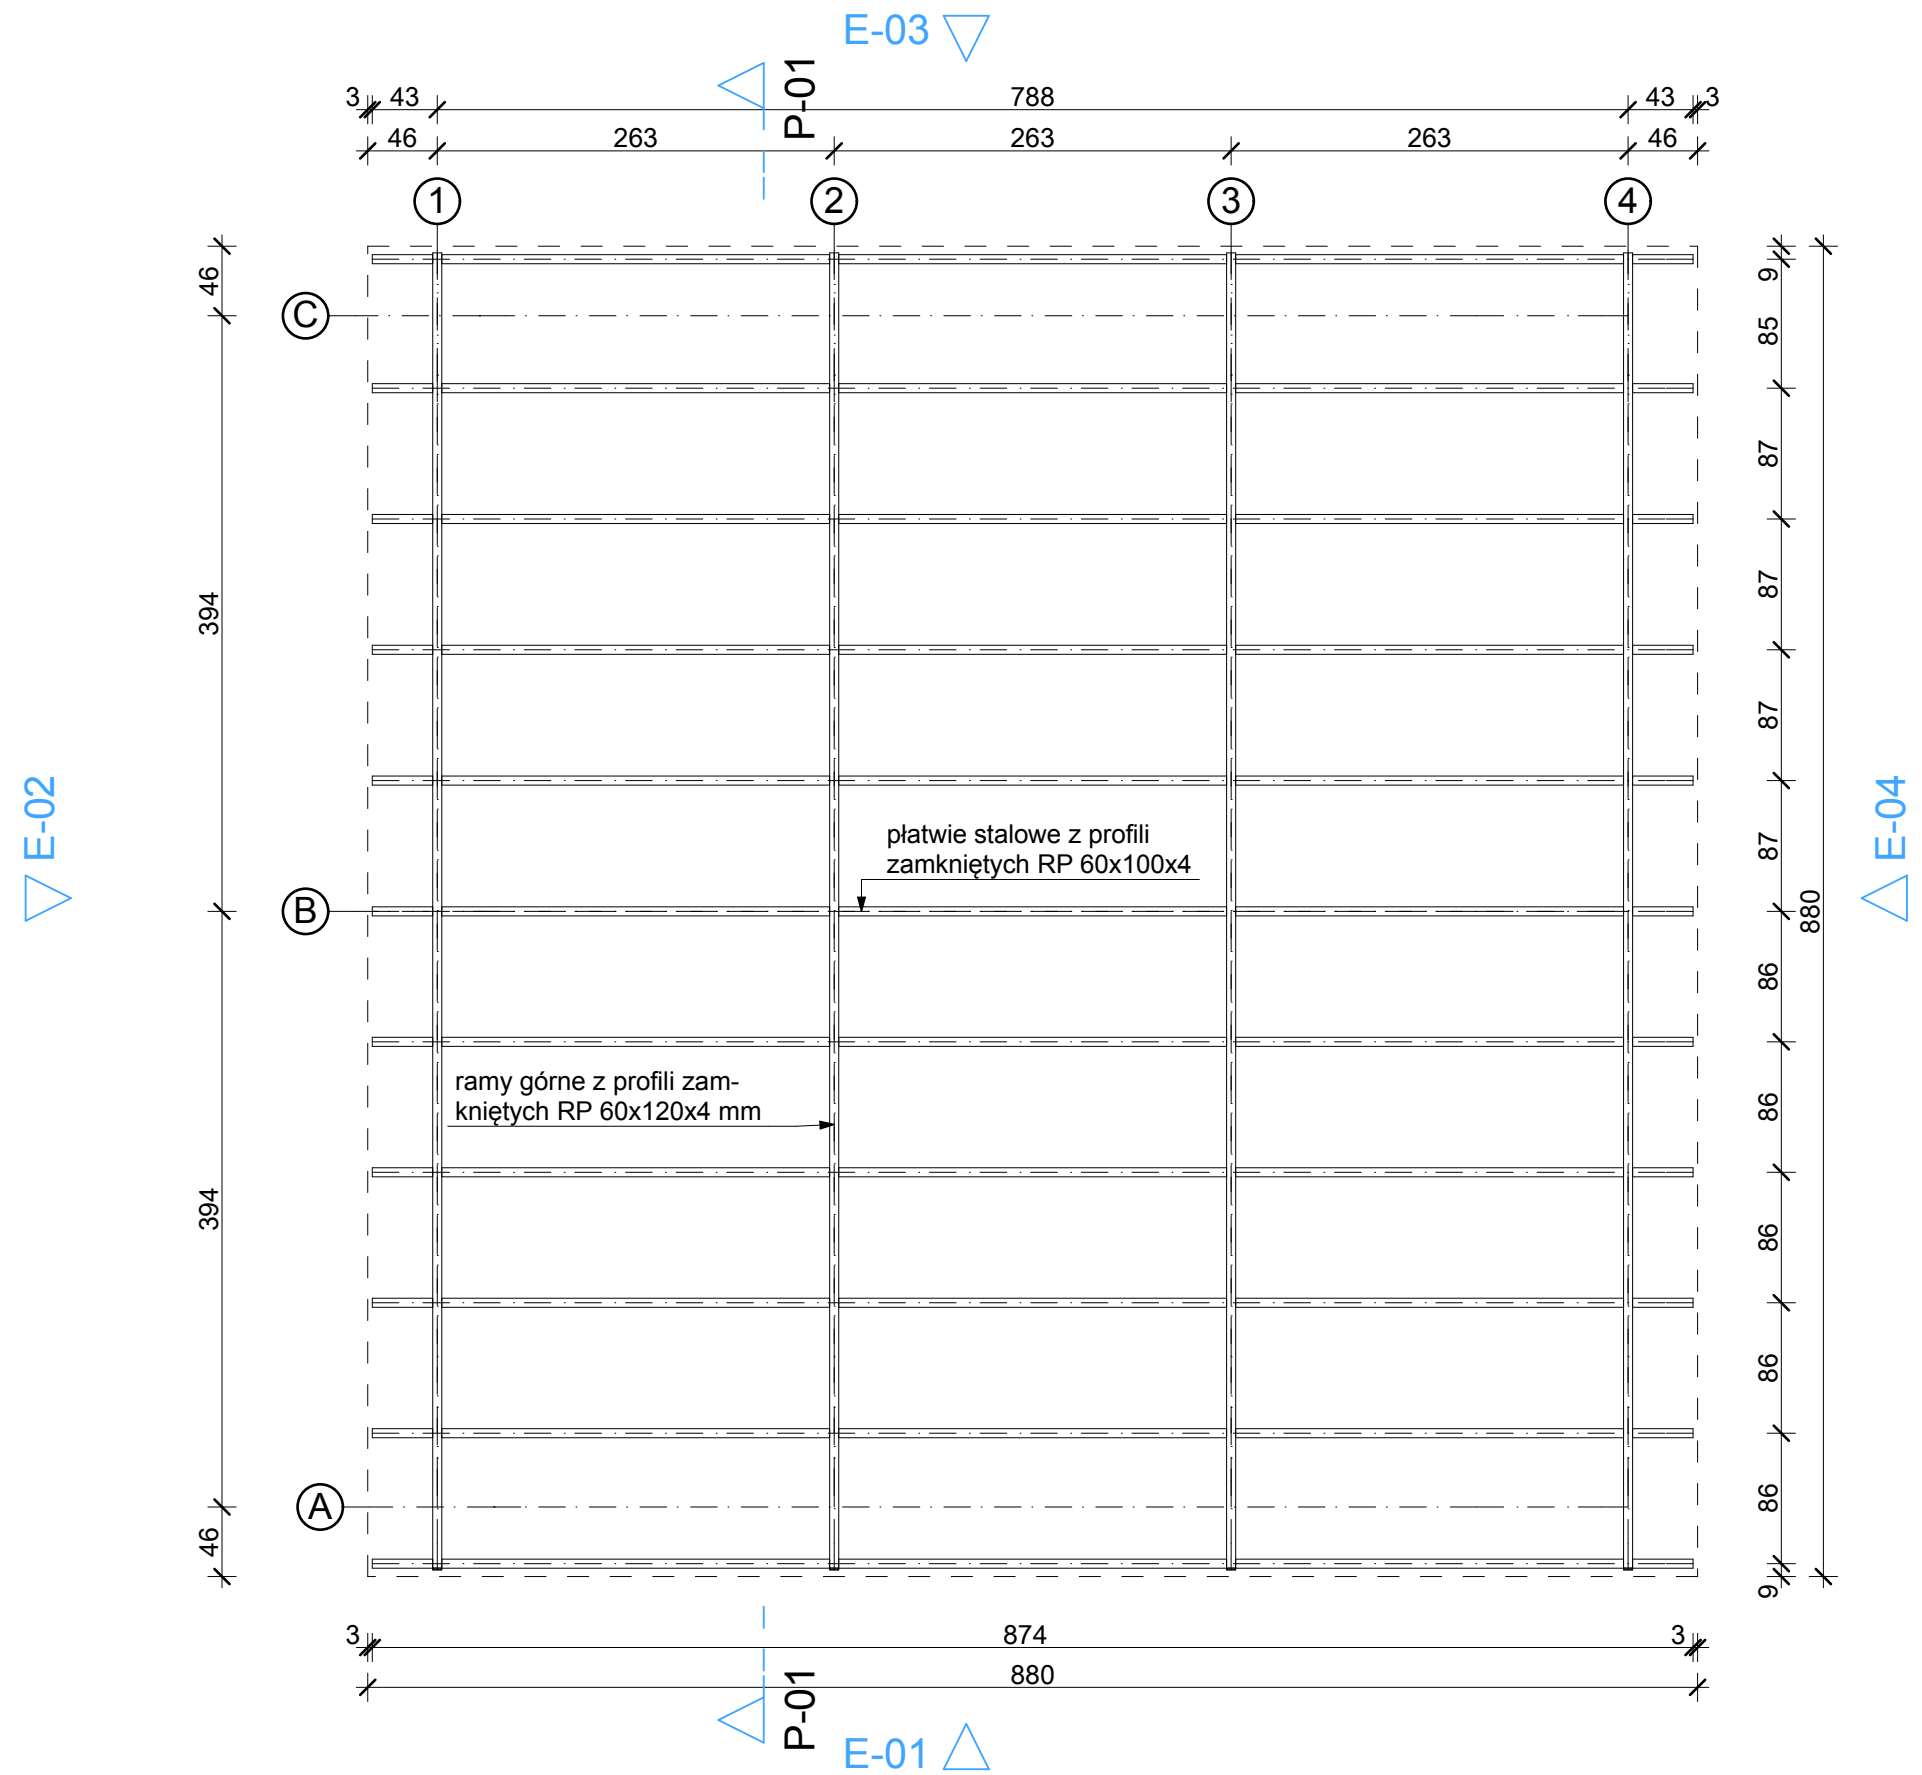 E-03
P-01
3 43 788 43 3
46 263 263 263 46
1 2 3 4
46
C
394
B
394
A
46
E-02
płatwie stalowe z profili
zamkniętych RP 60x100x4
ramy górne z profili zam-
kniętych RP 60x120x4 mm
9
85
87
87
87
87
86
86
86
86
86
9
880
E-04
3 874 3
880
P-01
E-01